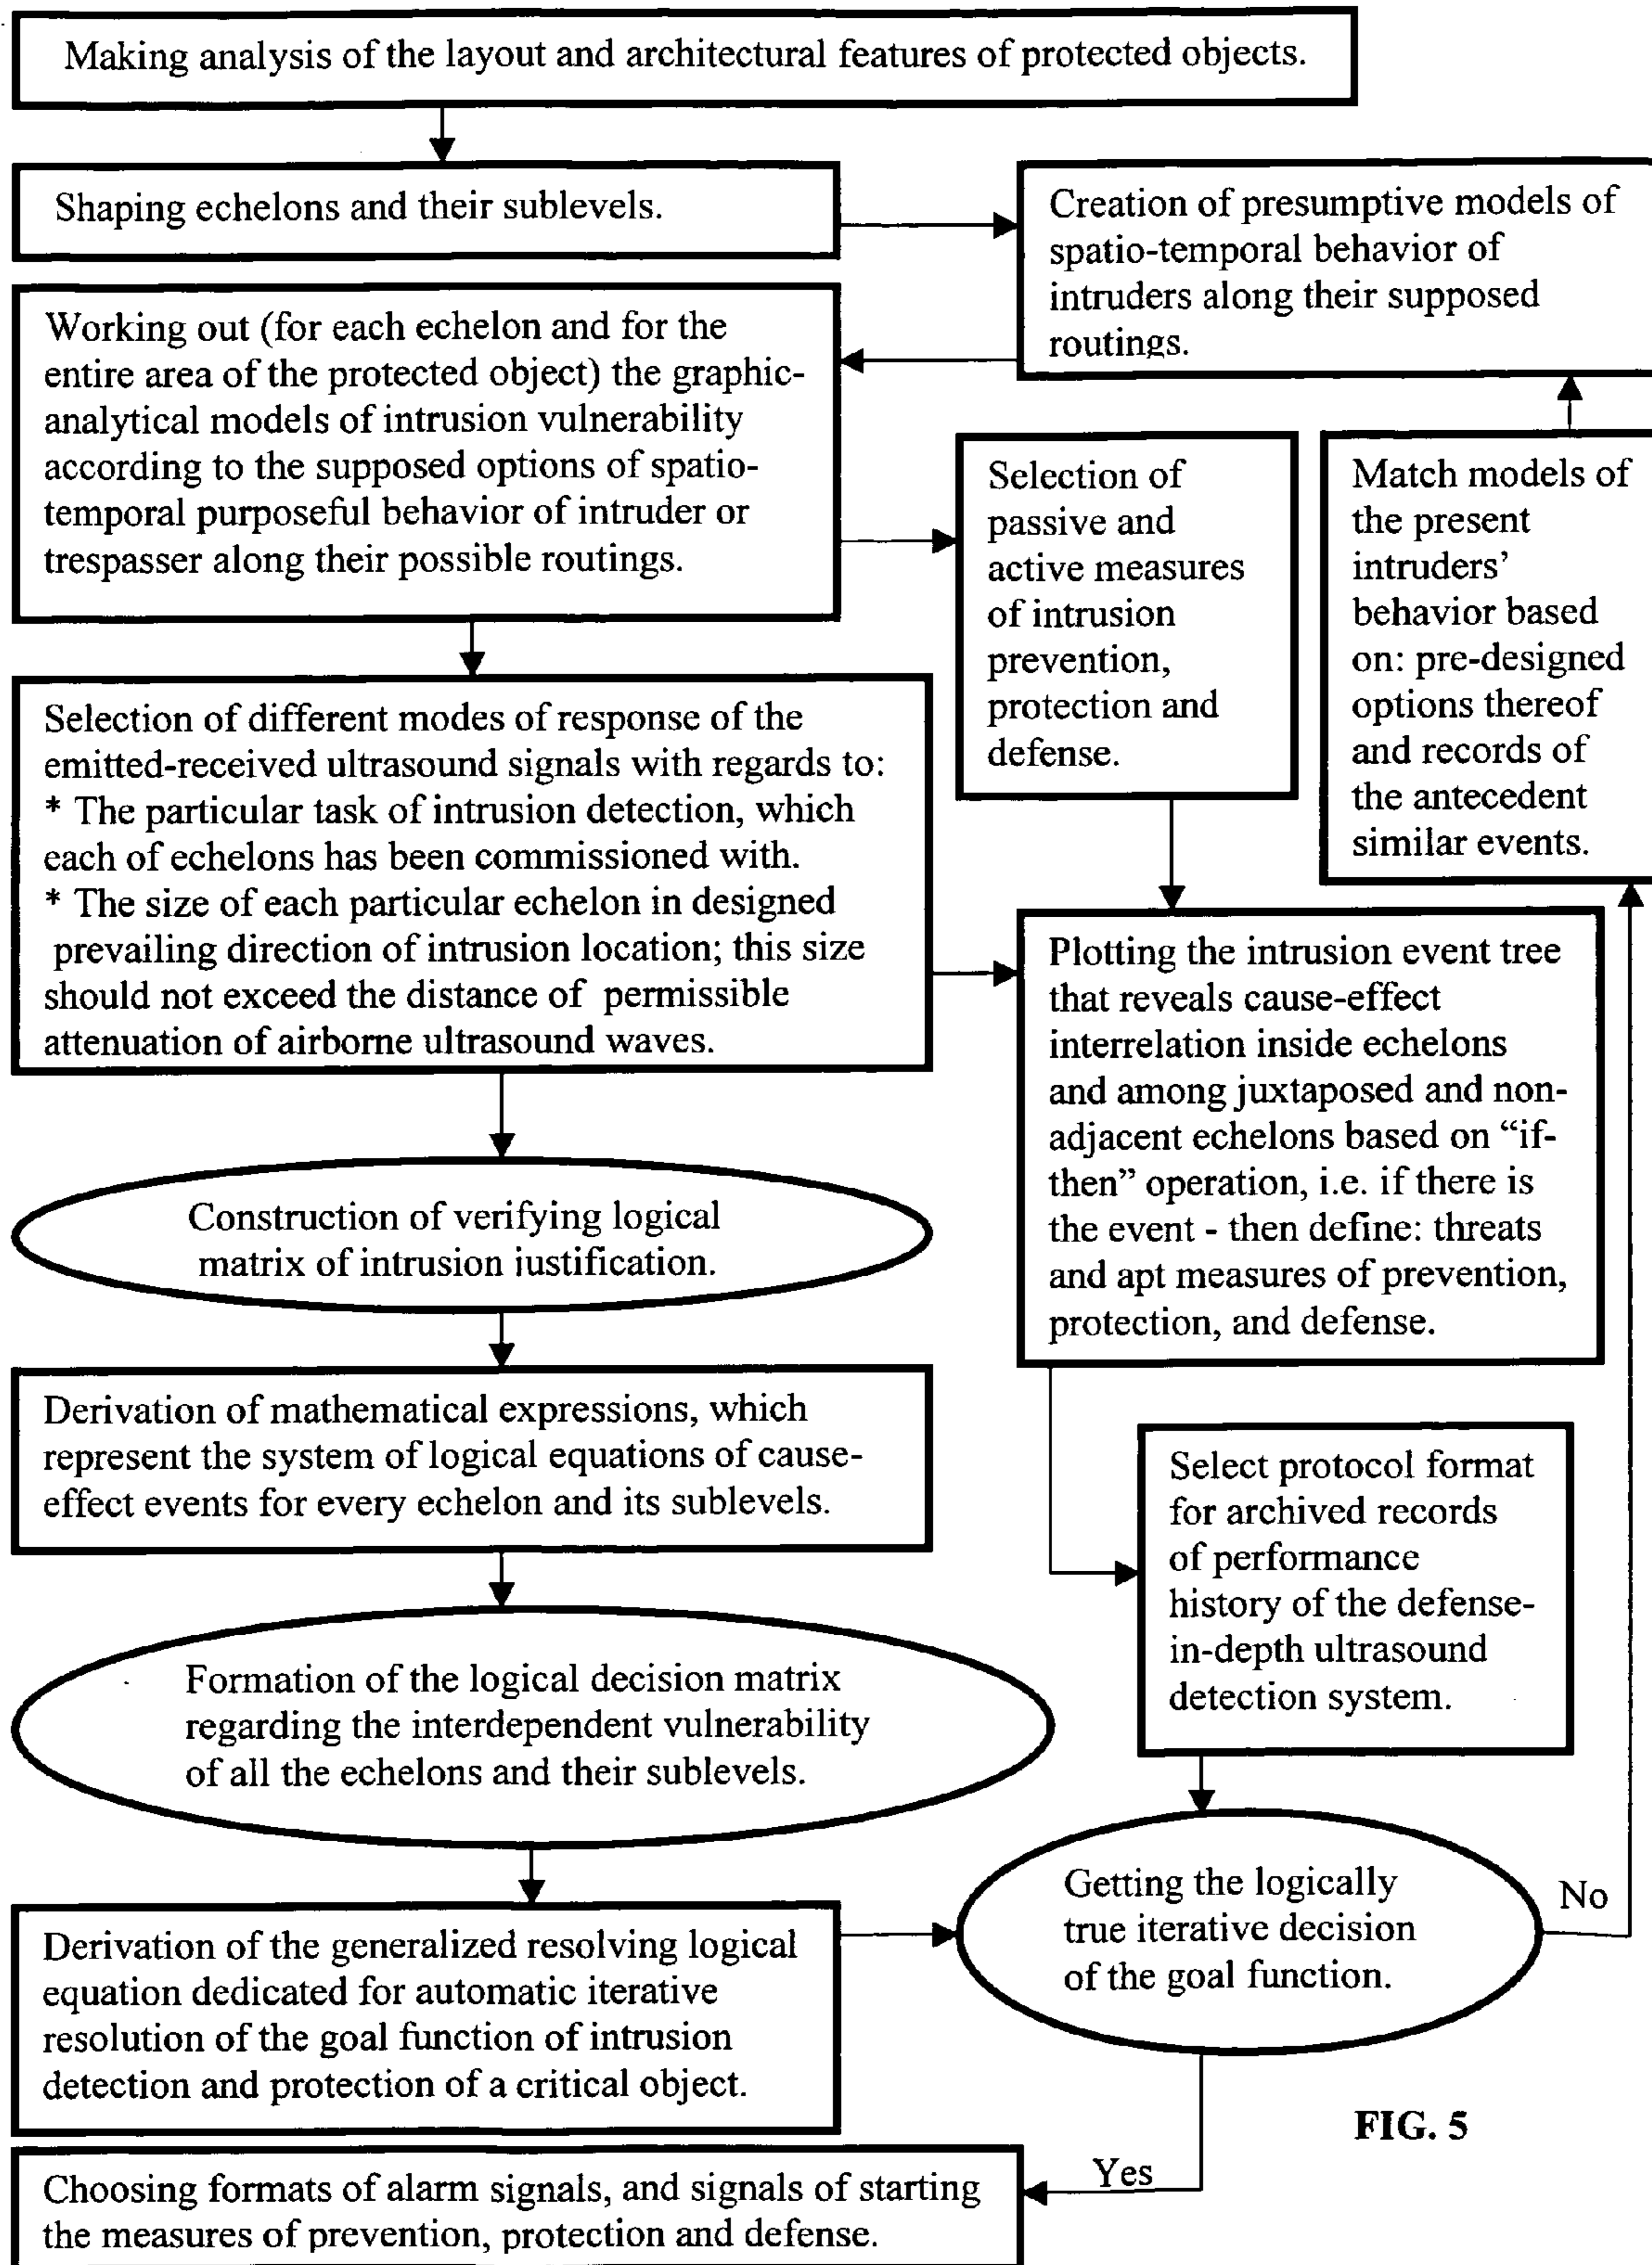 Making analysis of the layout and architectural features of protected objects.
Shaping echelons and their sublevels.
Creation of presumptive models of
spatio-temporal behavior of
intruders along their supposed
routings.
Working out (for each echelon and for the
entire area of the protected object) the graphic-
analytical models of intrusion vulnerability
according to the supposed options of spatio-
temporal purposeful behavior of intruder or
trespasser along their possible routings.
Selection of
passive and
active measures
of intrusion
prevention,
protection and
defense.
Match models of
the present
intruders’
behavior based
on: pre-designed
options thereof
and records of
the antecedent
similar events.
Selection of different modes of response of the
emitted-received ultrasound signals with regards to:
* The particular task of intrusion detection, which
each of echelons has been commissioned with.
* The size of each particular echelon in designed
prevailing direction of intrusion location; this size
should not exceed the distance of permissible
attenuation of airborne ultrasound waves.
Plotting the intrusion event tree
that reveals cause-effect
interrelation inside echelons
and among juxtaposed and non-
adjacent echelons based on “if-
then” operation, i.e. if there is
the event - then define: threats
and apt measures of prevention,
protection, and defense.
Construction of verifying logical
matrix of intrusion justification.
Derivation of mathematical expressions, which
represent the system of logical equations of cause-
effect events for every echelon and its sublevels.
Select protocol format
for archived records
of performance
history of the defense-
in-depth ultrasound
detection system.
Formation of the logical decision matrix
regarding the interdependent vulnerability
of all the echelons and their sublevels.
Getting the logically
true iterative decision
of the goal function.
No
Derivation of the generalized resolving logical
equation dedicated for automatic iterative
resolution of the goal function of intrusion
detection and protection of a critical object.
FIG. 5
Yes
Choosing formats of alarm signals, and signals of starting
the measures of prevention, protection and defense.